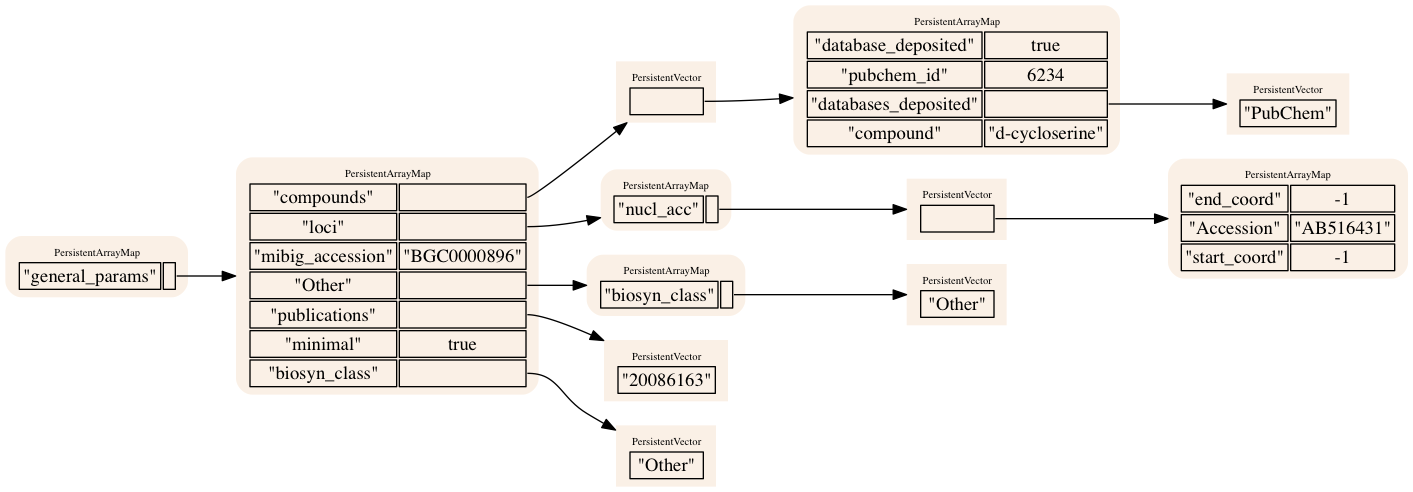 PersistentArrayMap
"general_params"
PersistentArrayMap
"compounds"
"loci"
"mibig_accession" "BGC0000896"
"Other"
"publications"
"minimal" true
"biosyn_class"
PersistentVector
PersistentArrayMap
"database_deposited" true
"pubchem_id" 6234
"databases_deposited"
"compound" "d-cycloserine"
PersistentVector
"PubChem"
PersistentArrayMap
"nucl_acc"
PersistentVector
PersistentArrayMap
"end_coord" -1
"Accession" "AB516431"
"start_coord" -1
PersistentArrayMap
"biosyn_class"
PersistentVector
"Other"
PersistentVector
"20086163"
PersistentVector
"Other"